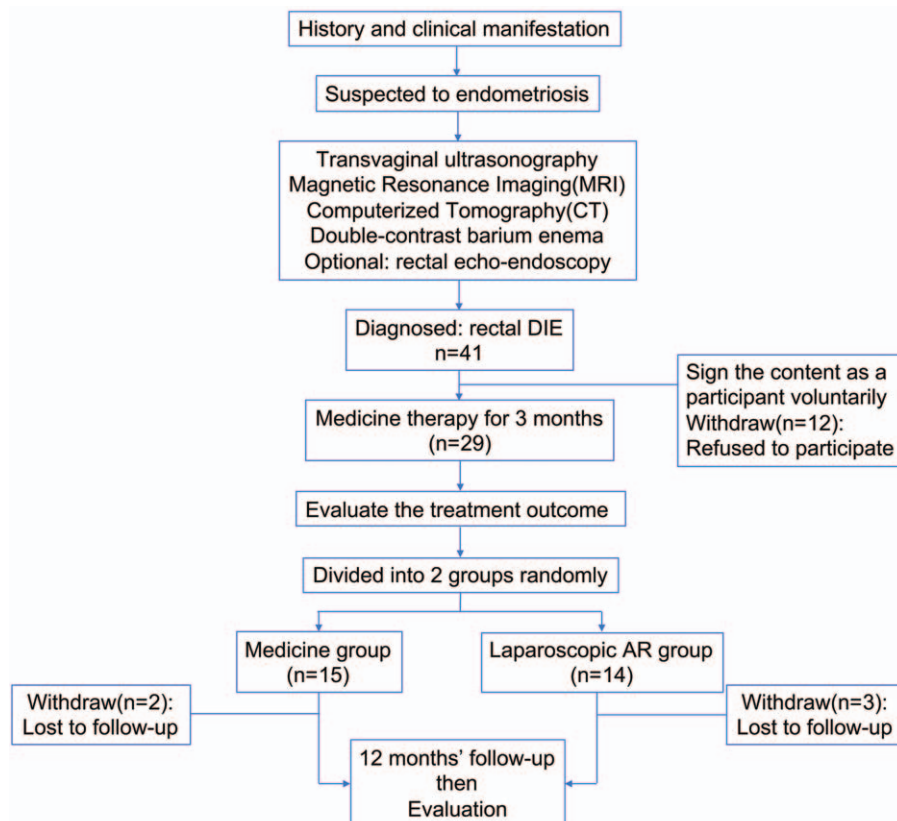 History and clinical manifestation
Suspected to endometriosis
Transvaginal ultrasonography
Magnetic Resonance Imaging(MRI)
Computerized Tomography(CT)
Double-contrast barium enema
Optional: rectal echo-endoscopy
Diagnosed: rectal DIE
n=41
Sign the content as a
participant voluntarily
Withdraw(n=12):
Refused to participate
Medicine therapy for 3 months
(n=29)
Evaluate the treatment outcome
Divided into 2 groups randomly
Medicine group
(n=15)
Laparoscopic AR group
(n=14)
Withdraw(n=2):
Lost to follow-up
Withdraw(n=3):
Lost to follow-up
12 months’ follow-up
then
Evaluation